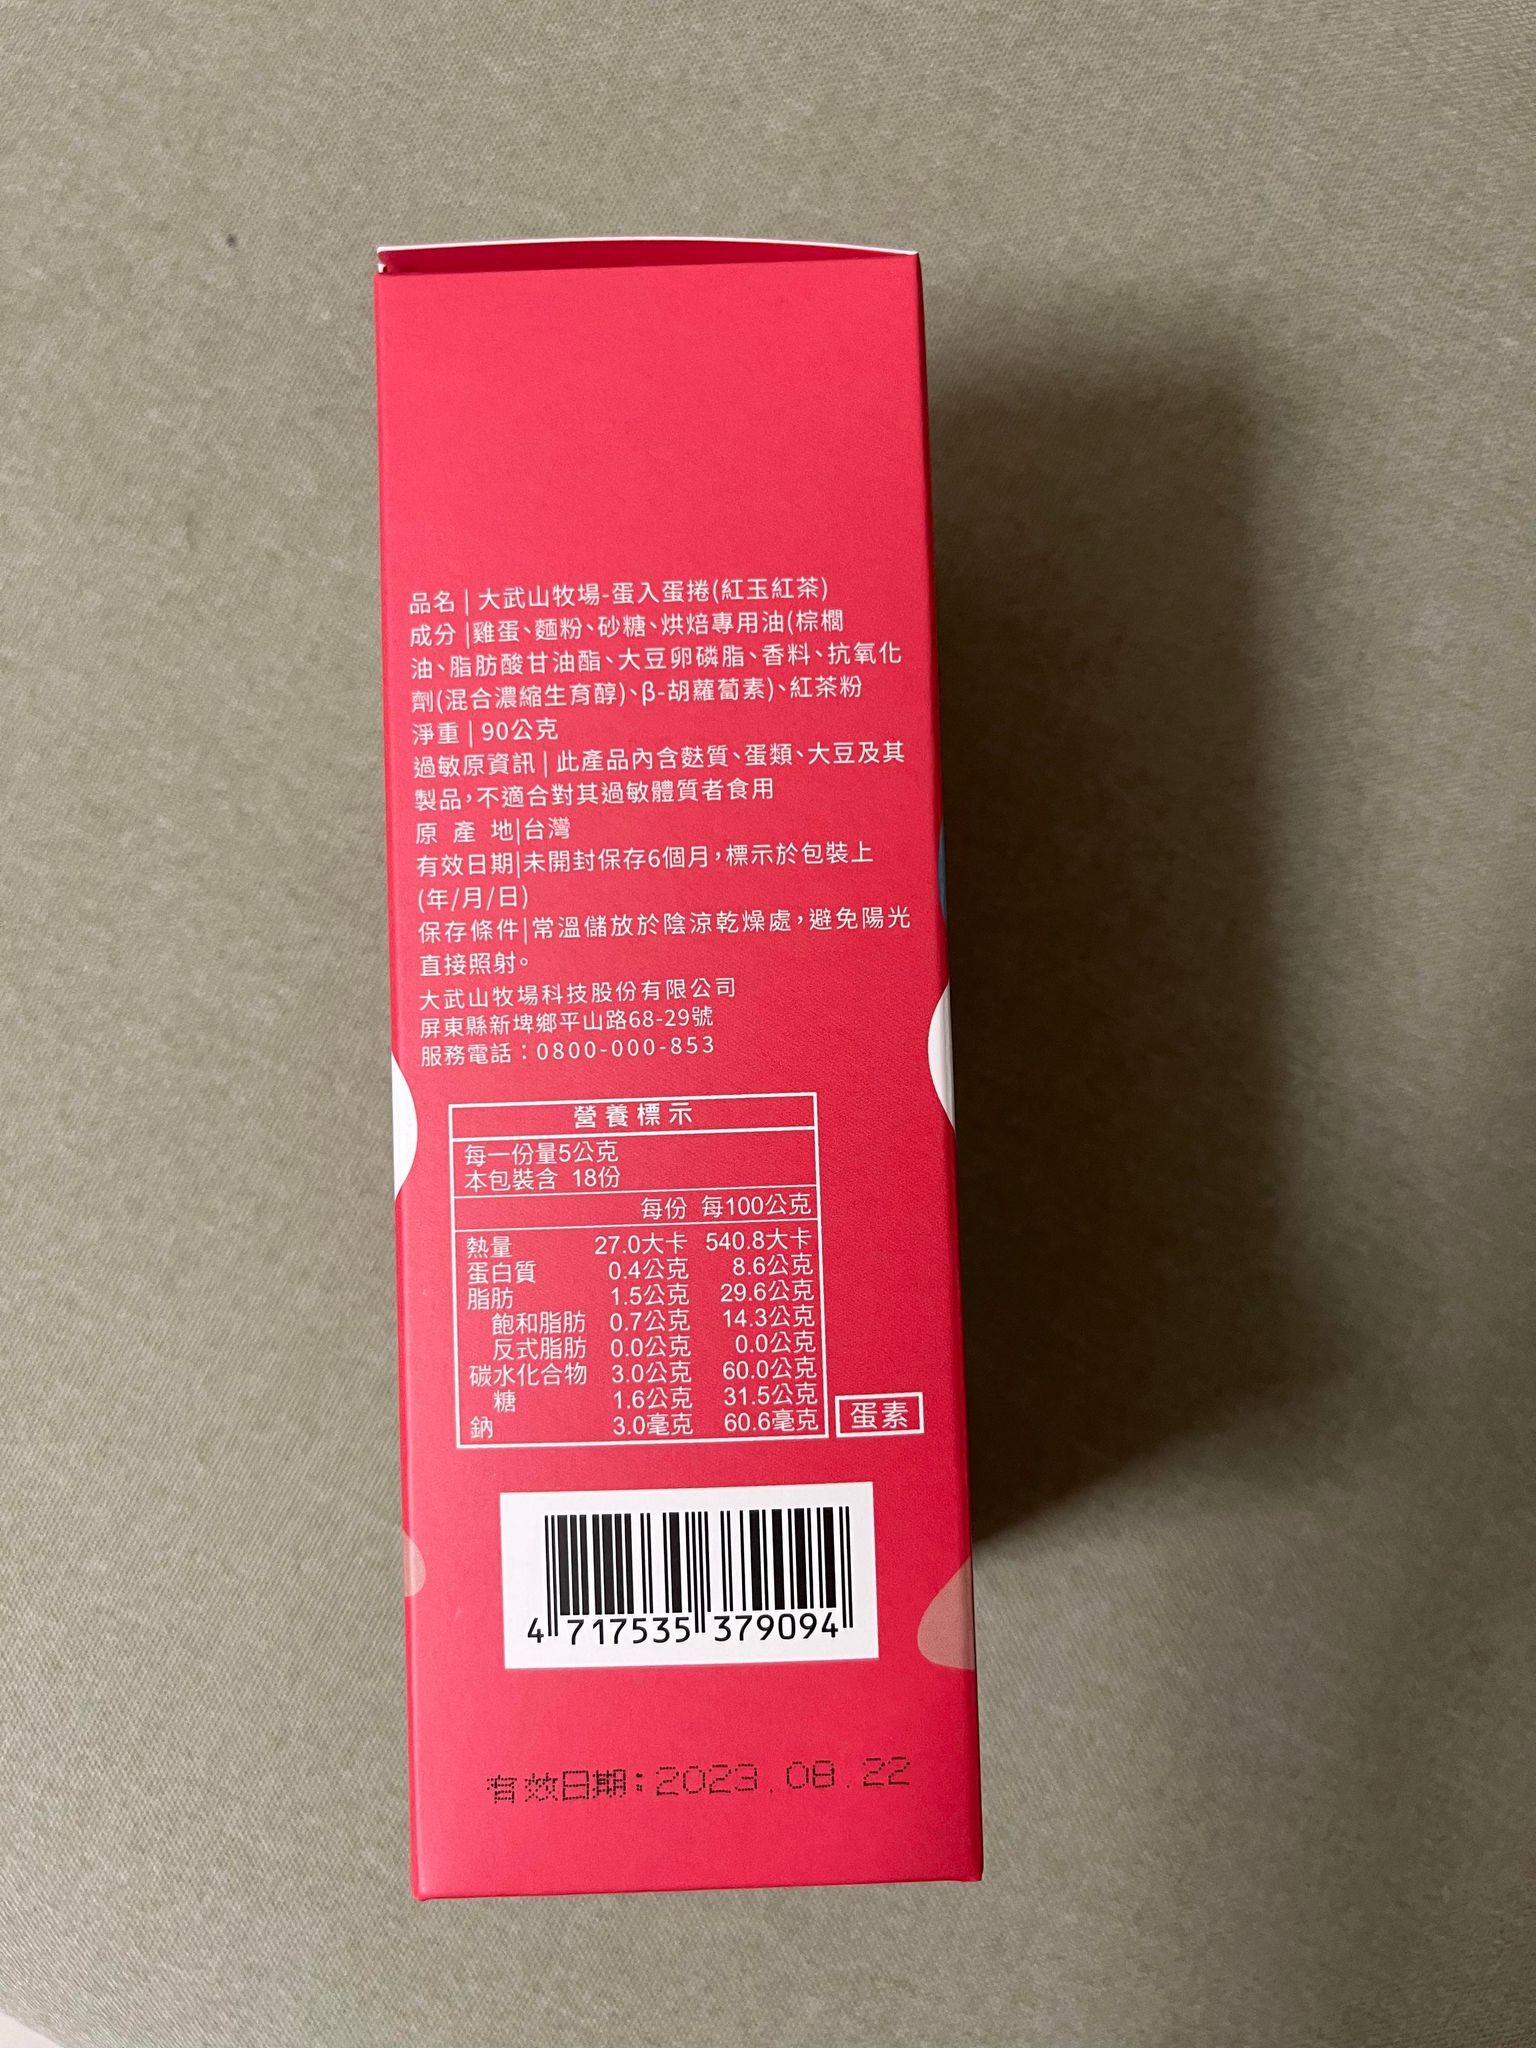 品名｜大武山牧場-蛋入蛋捲(紅玉紅茶)
成分｜雞蛋、麵粉、砂糖、烘焙專用油(棕櫚
油、脂肪酸甘油酯、大豆卵磷脂、香料、抗氧化
劑(混合濃縮生育醇)、β-胡蘿蔔素)、紅茶粉
淨重｜90公克
過敏原資訊｜此產品內含麩質、蛋類、大豆及其
製品，不適合對其過敏體質者食用
原 產 地|台灣
有效日期|未開封保存6個月，標示於包裝上
(年/月/日)
保存條件|常溫儲放於陰涼乾燥處，避免陽光
直接照射。
大武山牧場科技股份有限公司
屏東縣新埤鄉平山路68-29號
服務電話：0800-000-853
營養標示
每一份量5公克
本包裝含 18份
每份 每100公克
熱量 27.0大卡 540.8大卡
蛋白質 0.4公克 8.6公克
脂肪 1.5公克 29.6公克
飽和脂肪 0.7公克 14.3公克
反式脂肪 0.0公克 0.0公克
碳水化合物 3.0公克 60.0公克
糖 1.6公克 31.5公克
鈉 3.0毫克 60.6毫克
蛋素
4 717535 379094
有效日期：2023.08.22